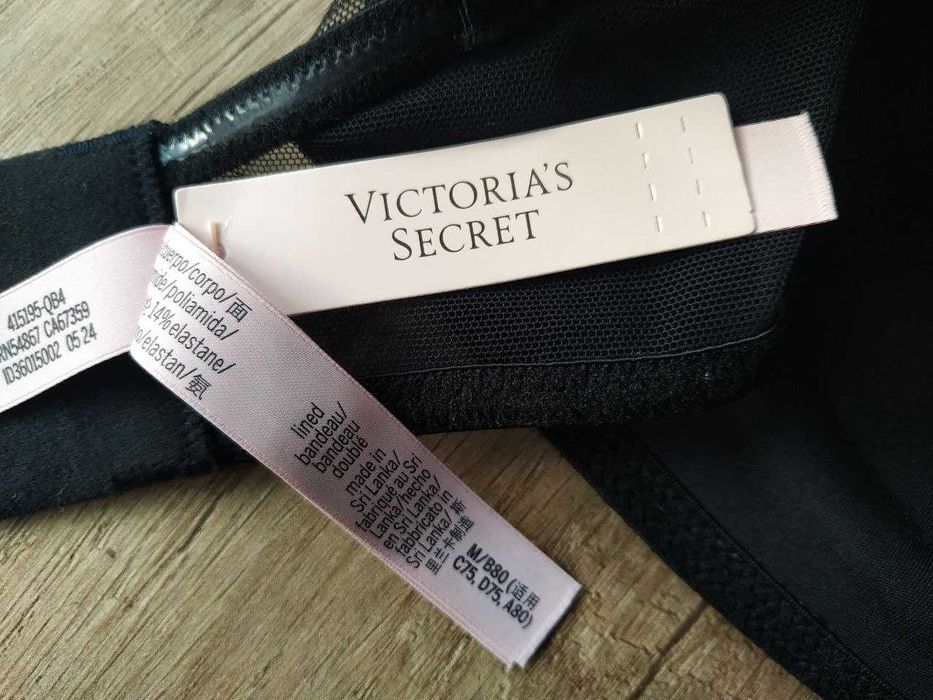 VICTORIA'S
SECRET
415195-QB4
RN54867 CA67359
ID36015002 05 24
/corpo/面
/poliamida/
14% elastane/
/elastan/氨
lined
bandeau/
bandeau
doublé
made in
Sri Lanka/
fabriqué au Sri
Lanka/hecho
en Sri Lanka/
fabbricato in
Sri Lanka/ 斯
里兰卡制造
M/B80 (适用
C75, D75, A80)